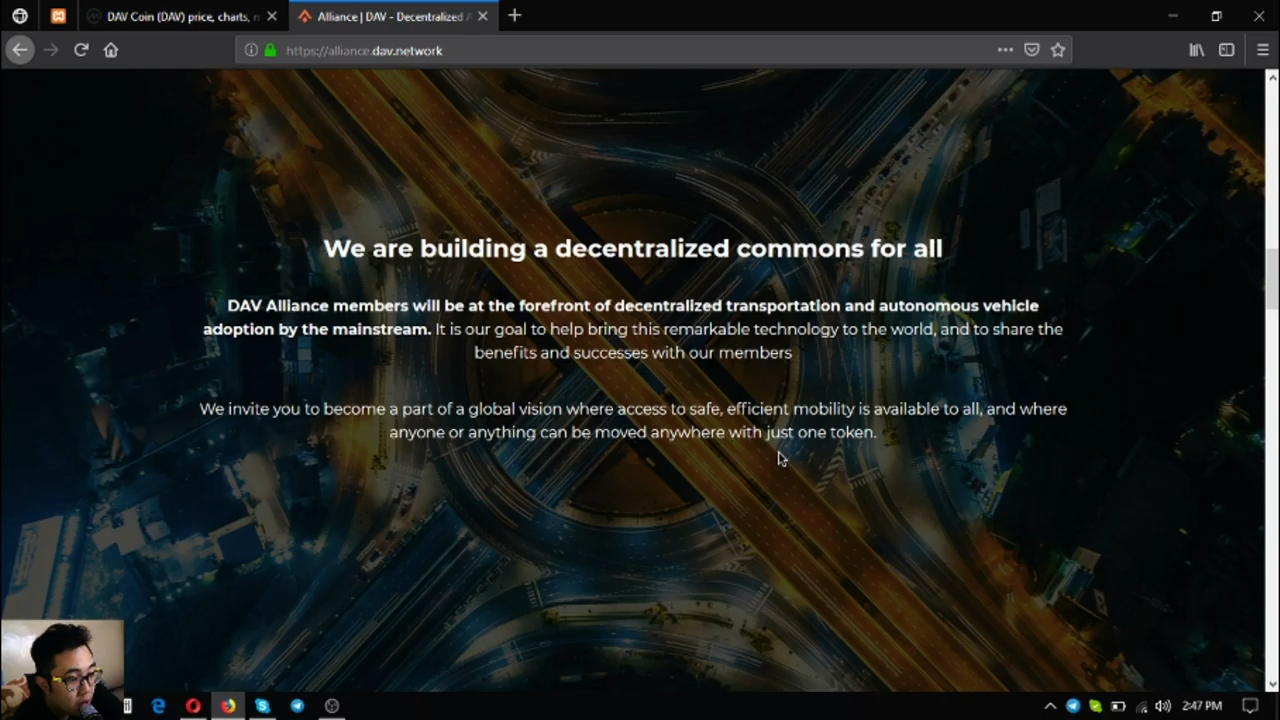 DAV Coin (DAV) price, charts,
Alliance | DAV - Decentralized
https://alliance.dav.network
We are building a decentralized commons for all
DAV Alliance members will be at the forefront of decentralized transportation and autonomous vehicle
adoption by the mainstream. It is our goal to help bring this remarkable technology to the world, and to share the
benefits and successes with our members
We invite you to become a part of a global vision where access to safe, efficient mobility is available to all, and where
anyone or anything can be moved anywhere with just one token.
2:47 PM